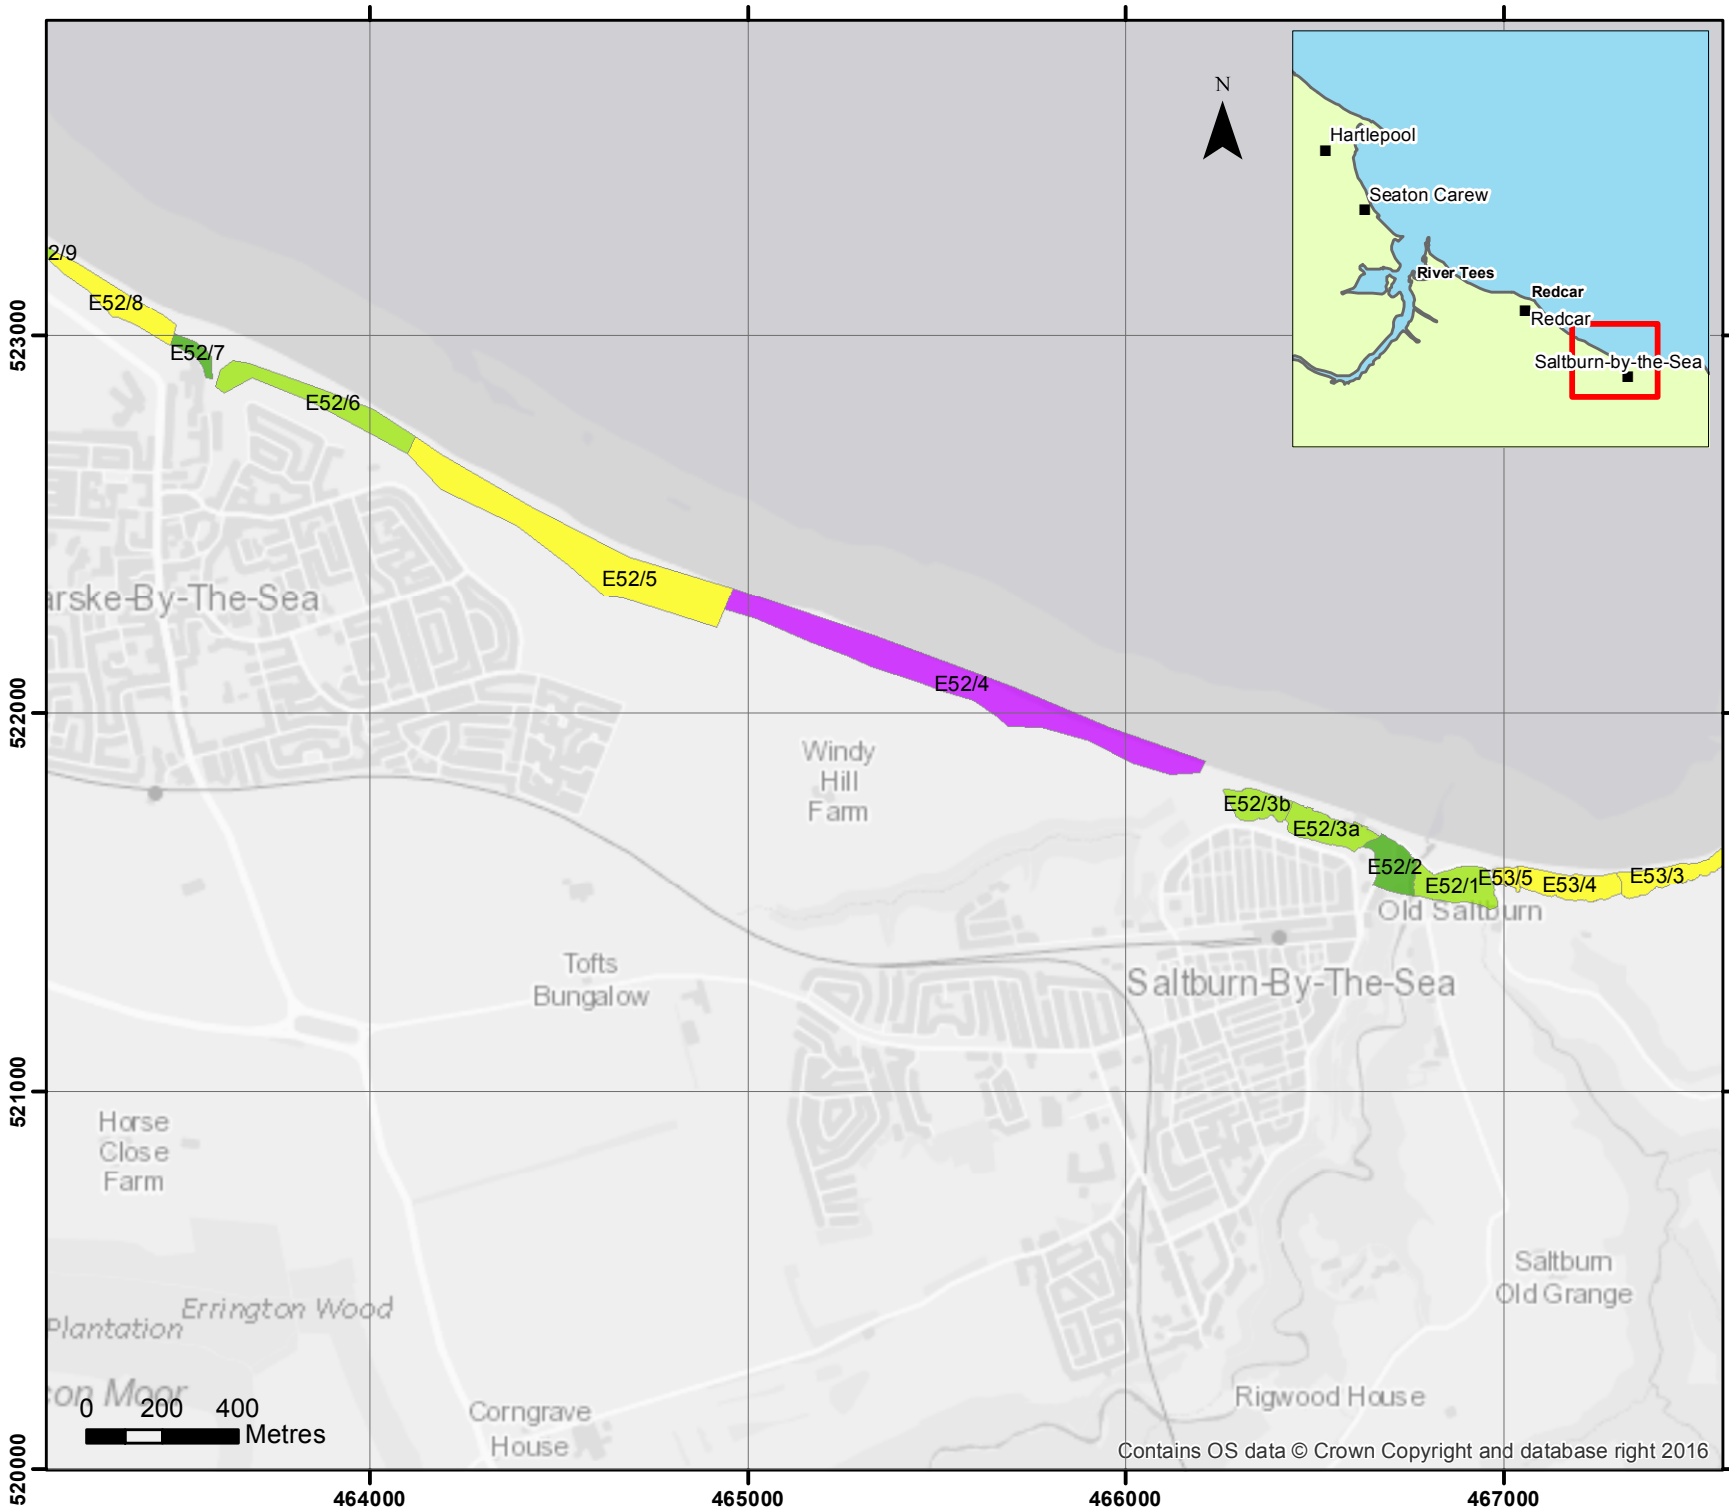 N
Hartlepool
Seaton Carew
River Tees
Redcar
Redcar
Saltburn-by-the-Sea
2/9
E52/8
E52/7
E52/6
E52/5
E52/4
E52/3b
E52/3a
E52/2
E52/1
E53/5
E53/4
E53/3
arske-By-The-Sea
Windy
Hill
Farm
Old Saltburn
Saltburn-By-The-Sea
Tofts
Bungalow
Horse
Close
Farm
Saltburn
Old Grange
Errington Wood
Plantation
con Moor
Corngrave
House
Rigwood House
0 200 400
Metres
Contains OS data © Crown Copyright and database right 2016
523000
522000
521000
520000
464000 465000 466000 467000